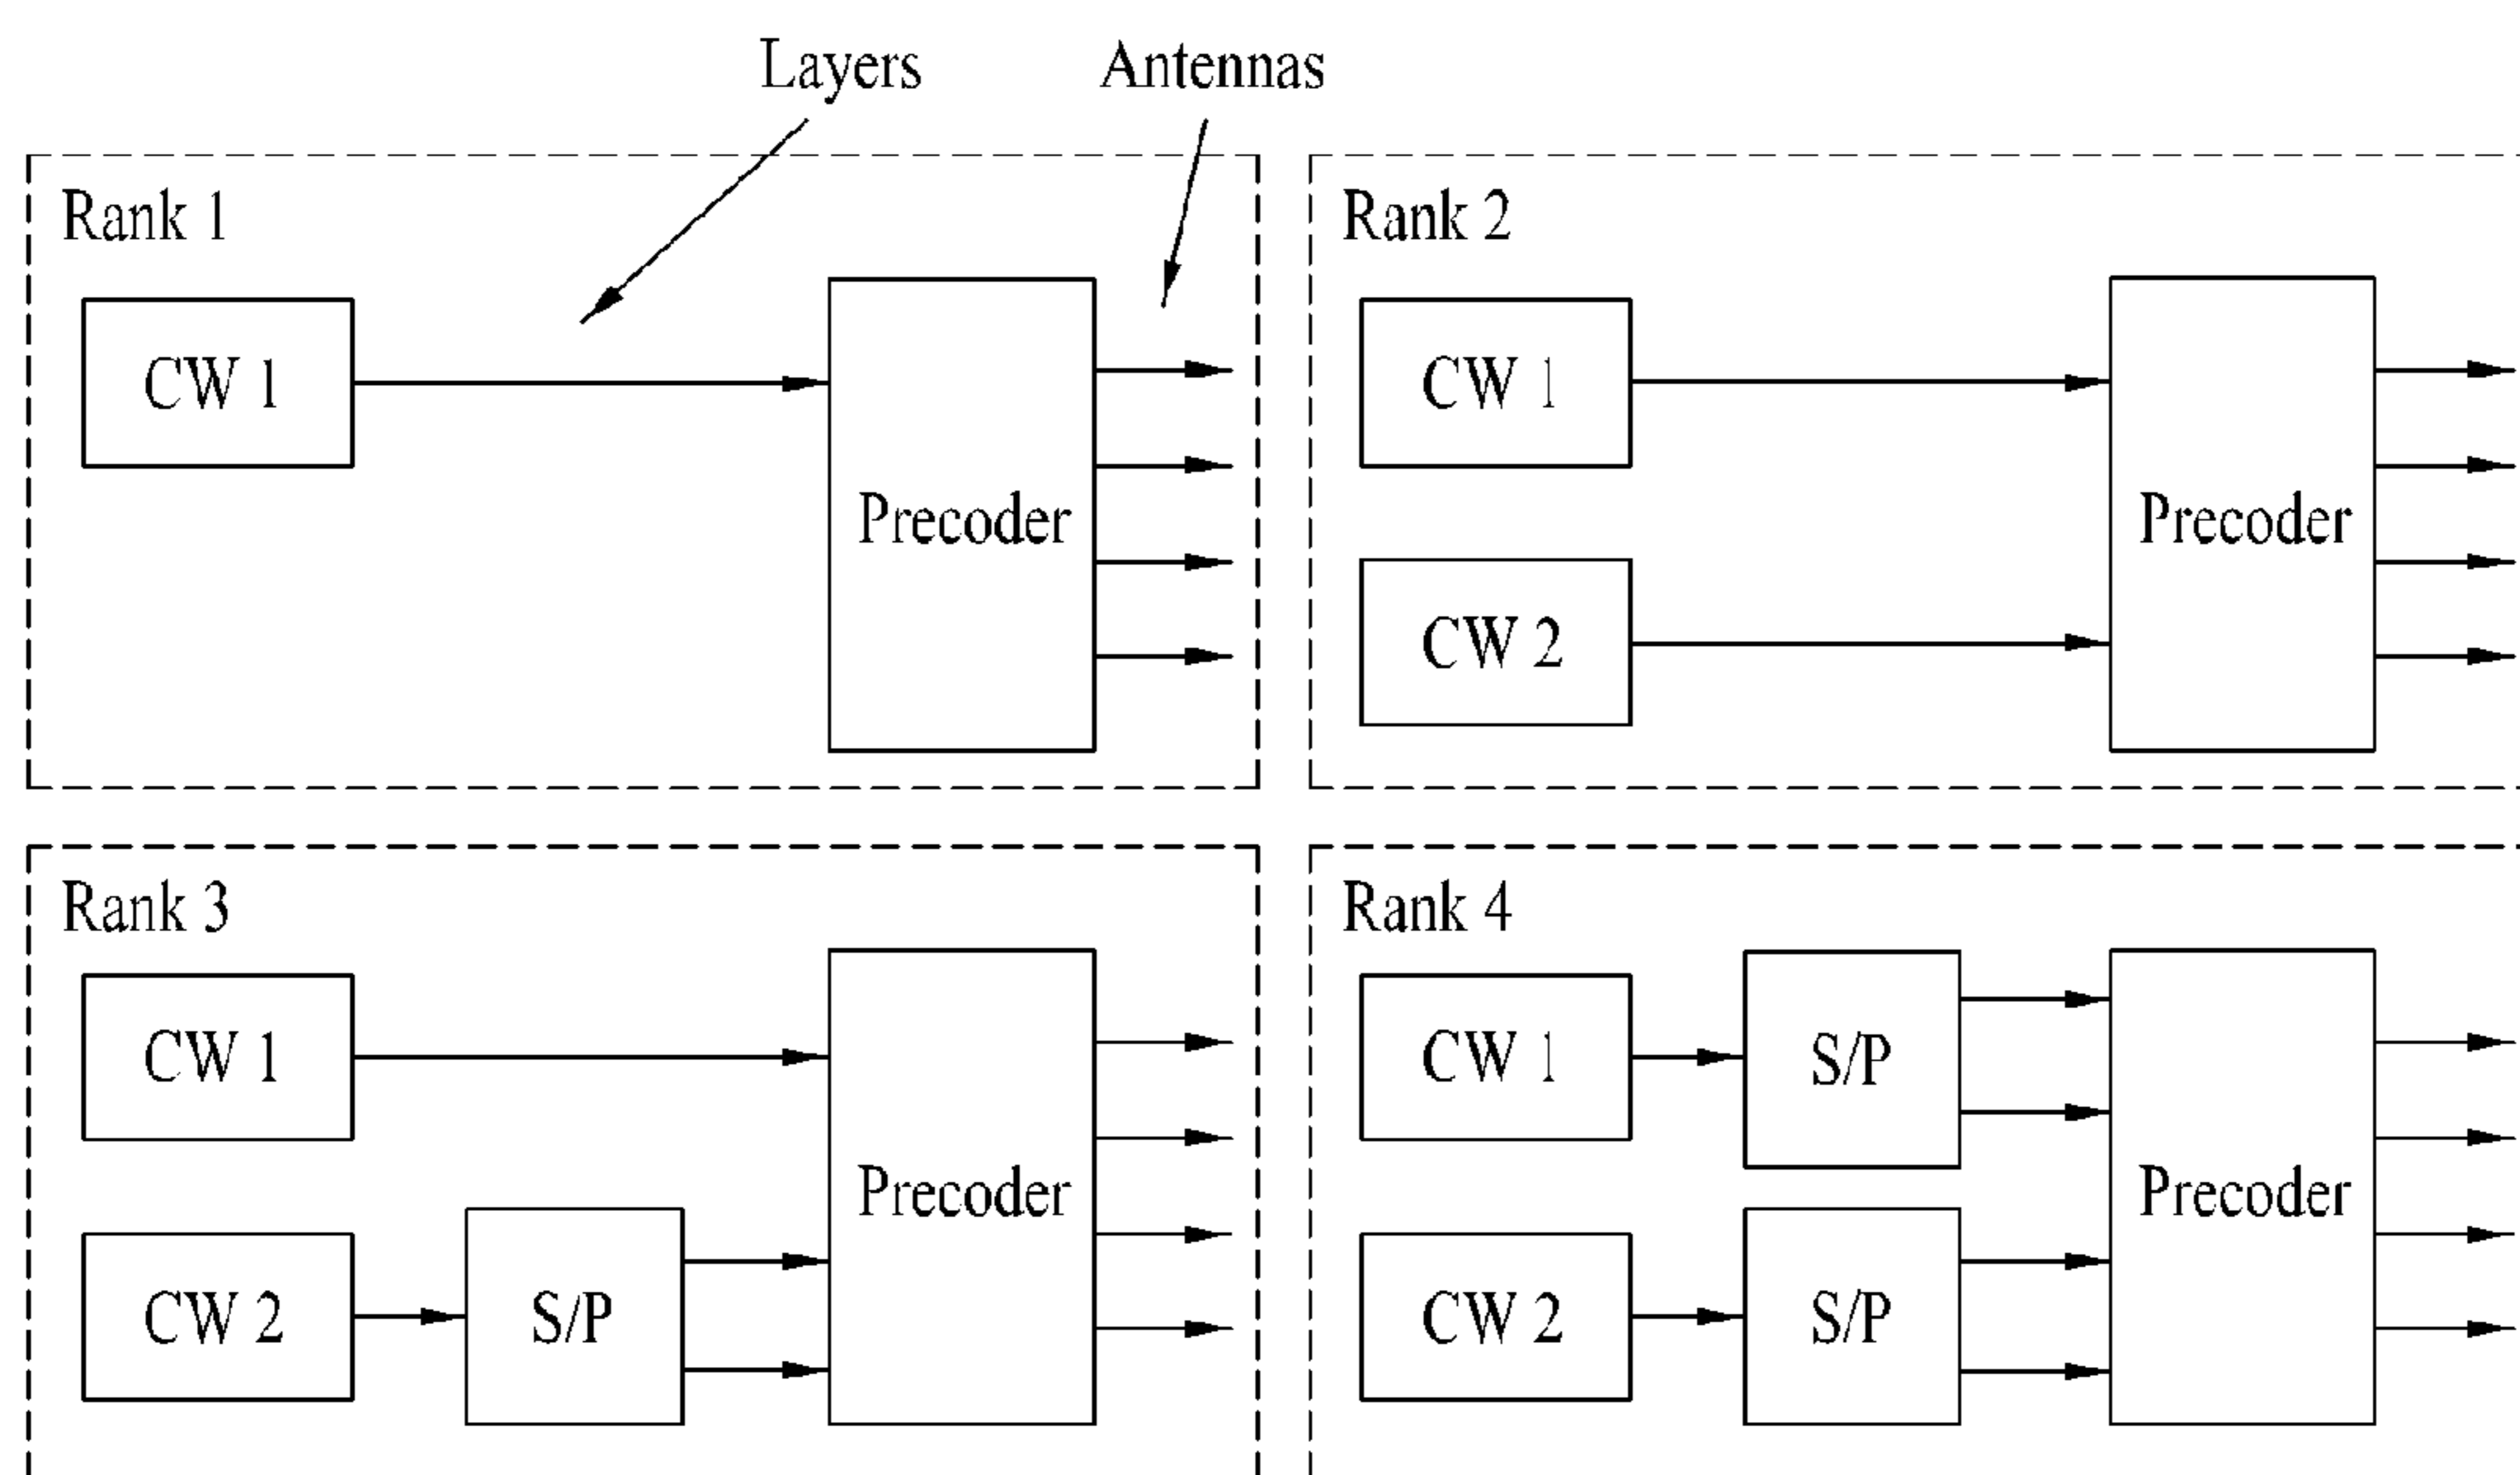 Layers
Antennas
Rank 1
CW 1
Precoder
Rank 2
CW 1
CW 2
Precoder
Rank 3
CW 1
CW 2
S/P
Precoder
Rank 4
CW 1
S/P
CW 2
S/P
Precoder